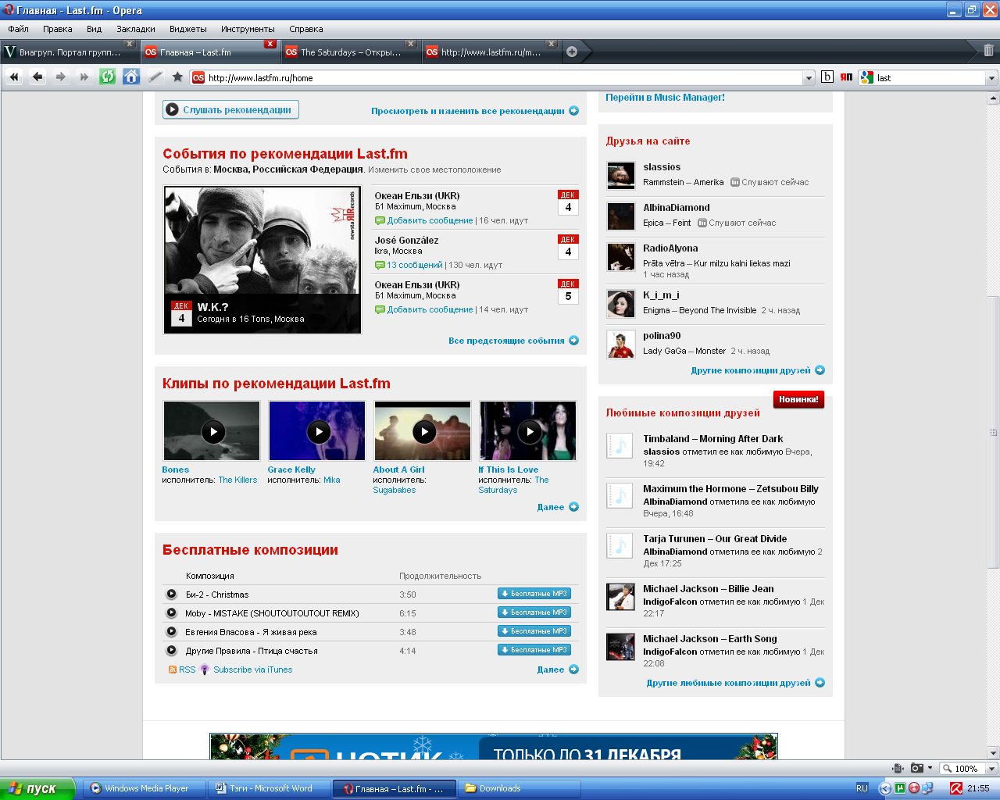 Главная - Last.fm - Opera
Файл Правка Вид Закладки Виджеты Инструменты Справка
Виагруп. Портал групп...
Главная – Last.fm
The Saturdays – Откры...
http://www.lastfm.ru/m...
http://www.lastfm.ru/home
b
ЯП
last
Слушать рекомендации
Просмотреть и изменить все рекомендации
События по рекомендации Last.fm
События в: Москва, Российская Федерация. Изменить свое местоположение
newstaRRecords
ДЕК
4
W.K.?
Сегодня в 16 Tons, Москва
Океан Ельзи (UKR)
Б1 Maximum, Москва
Добавить сообщение | 16 чел. идут
ДЕК
4
José González
Ikra, Москва
13 сообщений | 130 чел. идут
ДЕК
4
Океан Ельзи (UKR)
Б1 Maximum, Москва
Добавить сообщение | 14 чел. идут
ДЕК
5
Все предстоящие события
Клипы по рекомендации Last.fm
Bones
исполнитель: The Killers
Grace Kelly
исполнитель: Mika
About A Girl
исполнитель:
Sugababes
If This Is Love
исполнитель: The
Saturdays
Далее
Бесплатные композиции
Композиция Продолжительность
Би-2 - Christmas 3:50 Бесплатные MP3
Moby - MISTAKE (SHOUTOUTOUTOUT REMIX) 6:15 Бесплатные MP3
Евгения Власова - Я живая река 3:48 Бесплатные MP3
Другие Правила - Птица счастья 4:14 Бесплатные MP3
RSS Subscribe via iTunes
Далее
Перейти в Music Manager!
Друзья на сайте
slassios
Rammstein – Amerika Слушают сейчас
AlbinaDiamond
Epica – Feint Слушают сейчас
RadioAlyona
Prāta vētra – Kur milzu kalni liekas mazi
1 час назад
K_i_m_i
Enigma – Beyond The Invisible 2 ч. назад
polina90
Lady GaGa – Monster 2 ч. назад
Другие композиции друзей
Новинка!
Любимые композиции друзей
Timbaland – Morning After Dark
slassios отметил ее как любимую Вчера,
19:42
Maximum the Hormone – Zetsubou Billy
AlbinaDiamond отметила ее как любимую
Вчера, 16:48
Tarja Turunen – Our Great Divide
AlbinaDiamond отметила ее как любимую 2
Дек 17:25
Michael Jackson – Billie Jean
IndigoFalcon отметил ее как любимую 1 Дек
22:17
Michael Jackson – Earth Song
IndigoFalcon отметил ее как любимую 1 Дек
22:08
Другие любимые композиции друзей
НОТИК
ТОЛЬКО ДО 31 ДЕКАБРЯ
100%
пуск
Windows Media Player
Тэги - Microsoft Word
Главная – Last.fm - ...
Downloads
RU
21:55